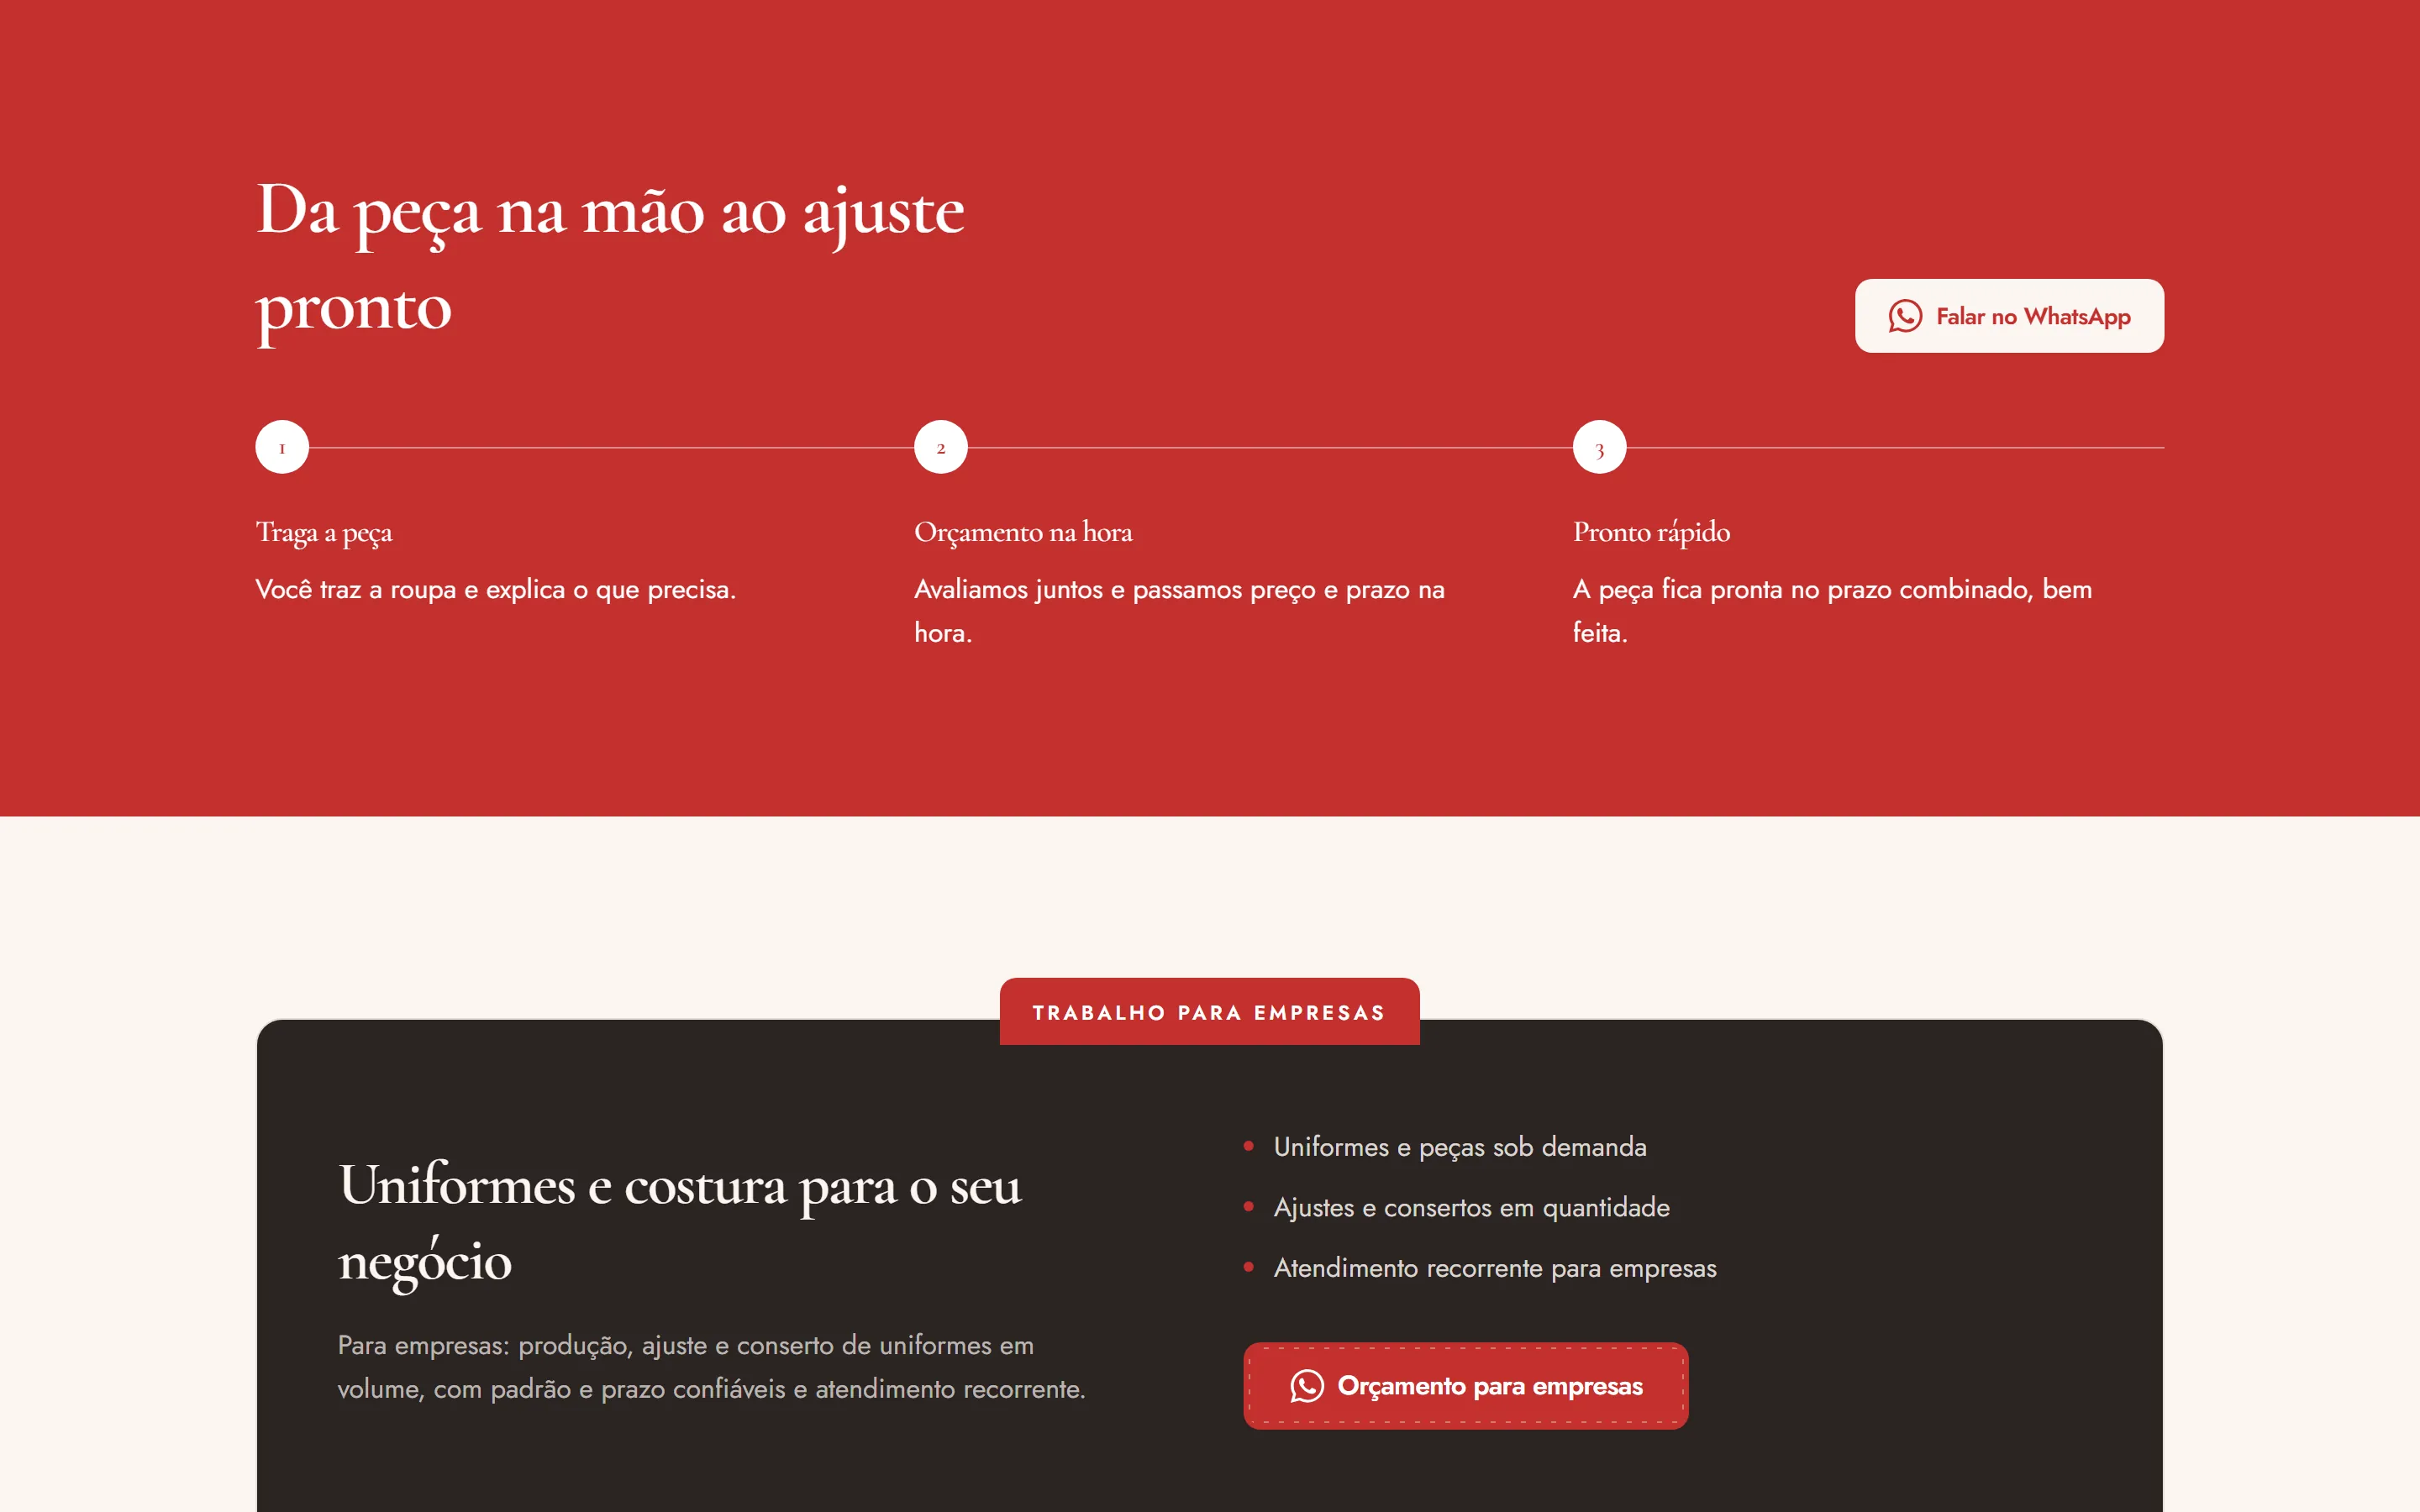 Da peça na mão ao ajuste
pronto
Falar no WhatsApp
1
2
3
Traga a peça
Você traz a roupa e explica o que precisa.
Orçamento na hora
Avaliamos juntos e passamos preço e prazo na
hora.
Pronto rápido
A peça fica pronta no prazo combinado, bem
feita.
TRABALHO PARA EMPRESAS
Uniformes e costura para o seu
negócio
Para empresas: produção, ajuste e conserto de uniformes em
volume, com padrão e prazo confiáveis e atendimento recorrente.
Uniformes e peças sob demanda
Ajustes e consertos em quantidade
Atendimento recorrente para empresas
Orçamento para empresas